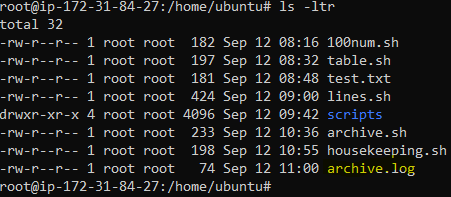 root@ip-172-31-84-27:/home/ubuntu# ls -ltr
total 32
-rw-r--r-- 1 root root  182 Sep 12 08:16 100num.sh
-rw-r--r-- 1 root root  197 Sep 12 08:32 table.sh
-rw-r--r-- 1 root root  181 Sep 12 08:48 test.txt
-rw-r--r-- 1 root root  424 Sep 12 09:00 lines.sh
drwxr-xr-x 4 root root 4096 Sep 12 09:42 scripts
-rw-r--r-- 1 root root  233 Sep 12 10:36 archive.sh
-rw-r--r-- 1 root root  198 Sep 12 10:55 housekeeping.sh
-rw-r--r-- 1 root root   74 Sep 12 11:00 archive.log
root@ip-172-31-84-27:/home/ubuntu#